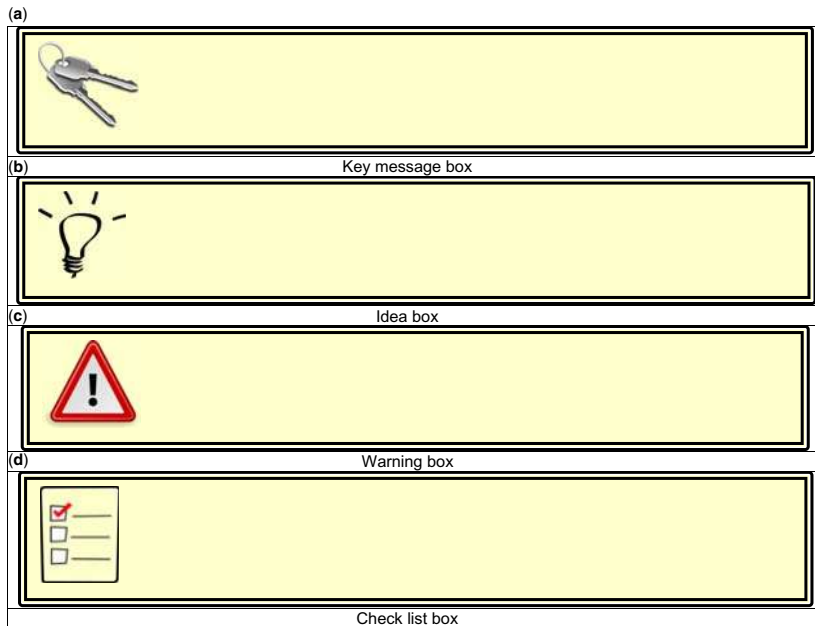 (a)
(b) Key message box
(c) Idea box
!
(d) Warning box
Check list box